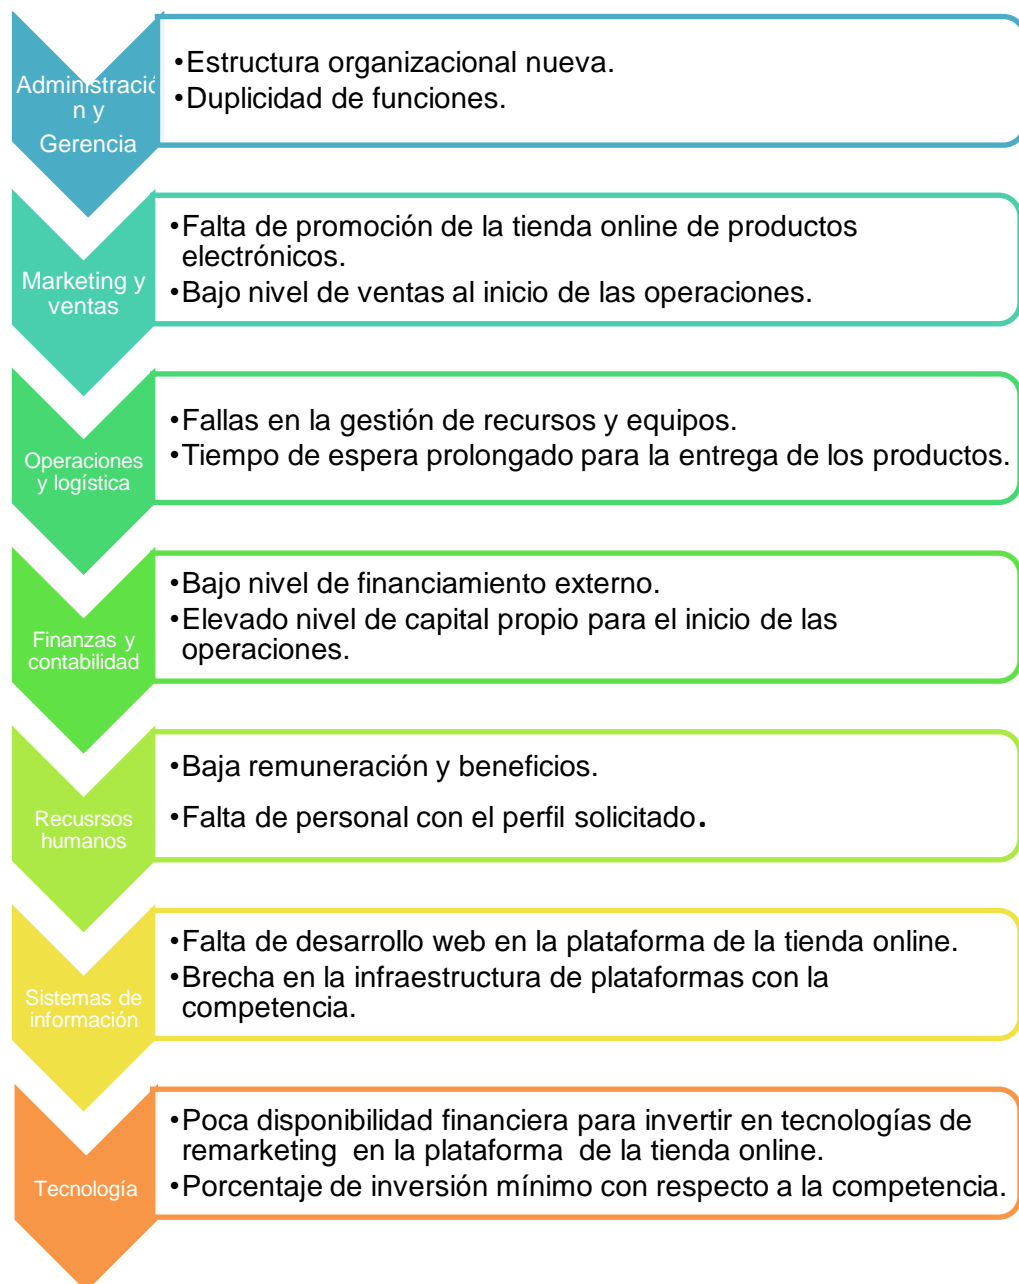 Administració
n y
Gerencia
•Estructura organizacional nueva.
•Duplicidad de funciones.
Marketing y
ventas
•Falta de promoción de la tienda online de productos
electrónicos.
•Bajo nivel de ventas al inicio de las operaciones.
Operaciones
y logística
•Fallas en la gestión de recursos y equipos.
•Tiempo de espera prolongado para la entrega de los productos.
Finanzas y
contabilidad
•Bajo nivel de financiamiento externo.
•Elevado nivel de capital propio para el inicio de las
operaciones.
Recusrsos
humanos
•Baja remuneración y beneficios.
•Falta de personal con el perfil solicitado.
Sistemas de
información
•Falta de desarrollo web en la plataforma de la tienda online.
•Brecha en la infraestructura de plataformas con la
competencia.
Tecnología
•Poca disponibilidad financiera para invertir en tecnologías de
remarketing en la plataforma de la tienda online.
•Porcentaje de inversión mínimo con respecto a la competencia.